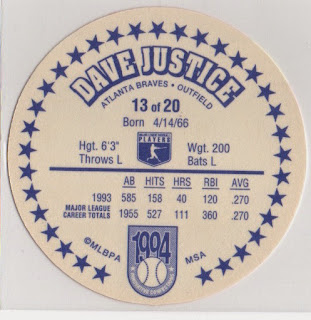 DAVE JUSTICE
ATLANTA BRAVES • OUTFIELD
13 of 20
Born 4/14/66
PLAYERS
Hgt. 6'3" Wgt. 200
Throws L Bats L
AB HITS HRS RBI AVG
1993 585 158 40 120 .270
MAJOR LEAGUE
CAREER TOTALS 1955 527 111 360 .270
1994
©MLBPA MSA